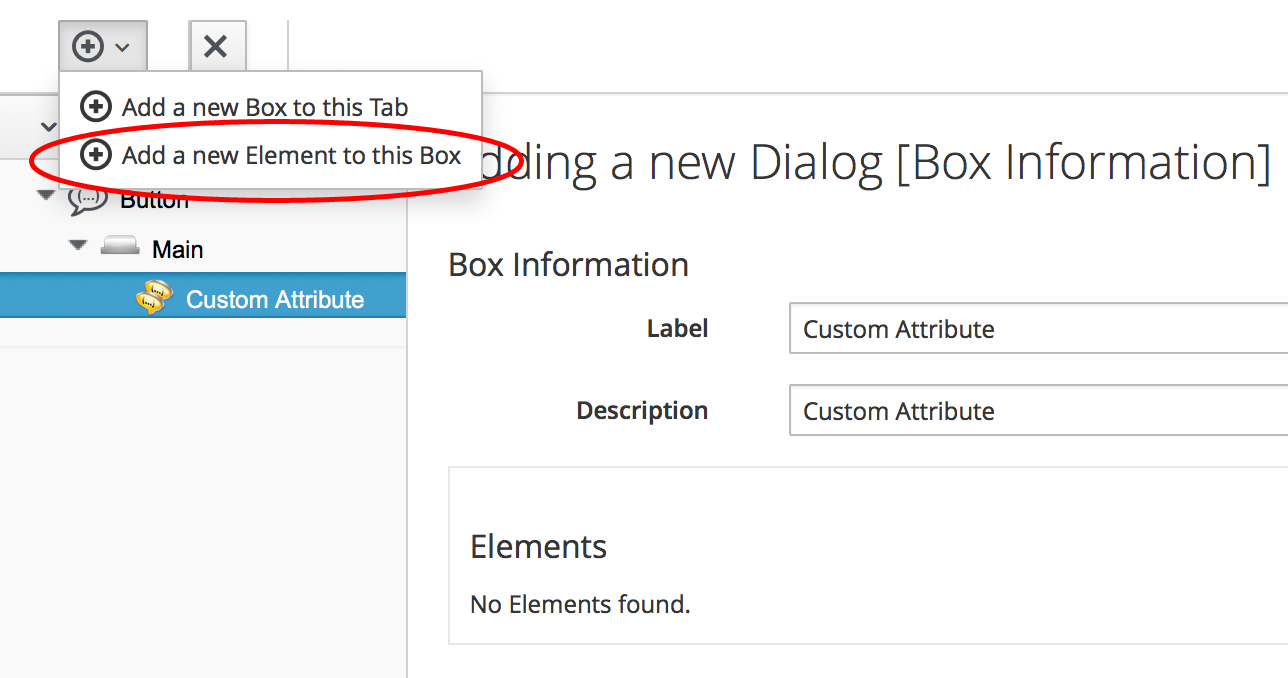 Add a new Box to this Tab
Add a new Element to this Box
dding a new Dialog [Box Information]
Button
Main
Custom Attribute
Box Information
Label
Custom Attribute
Description
Custom Attribute
Elements
No Elements found.